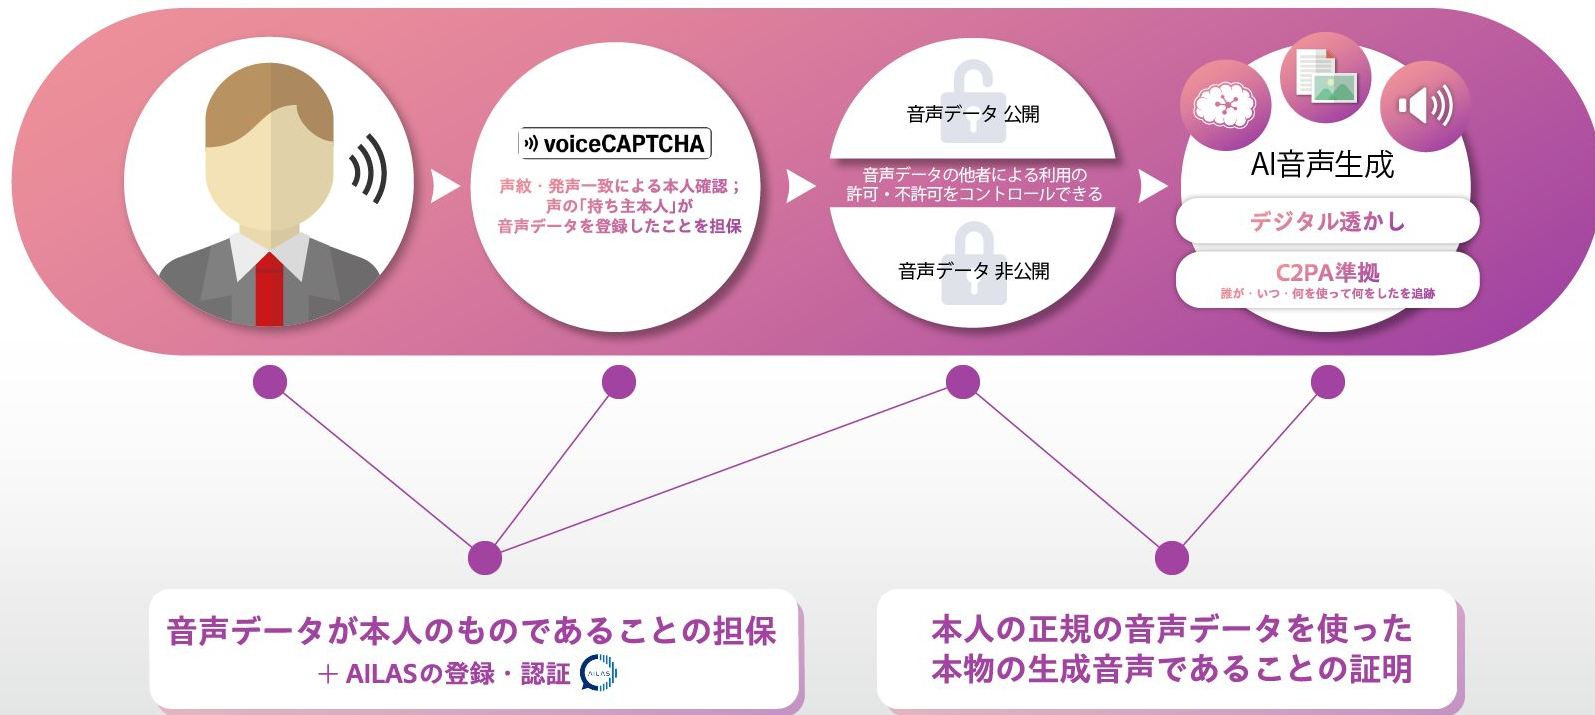 voiceCAPTCHA
声紋・発声一致による本人確認；
声の「持ち主本人」が
音声データを登録したことを担保
音声データ 公開
音声データの他者による利用の
許可・不許可をコントロールできる
音声データ 非公開
AI音声生成
デジタル透かし
C2PA準拠
誰が・いつ・何を使って何をしたを追跡
音声データが本人のものであることの担保
＋ AILASの登録・認証
AILAS
本人の正規の音声データを使った
本物の生成音声であることの証明